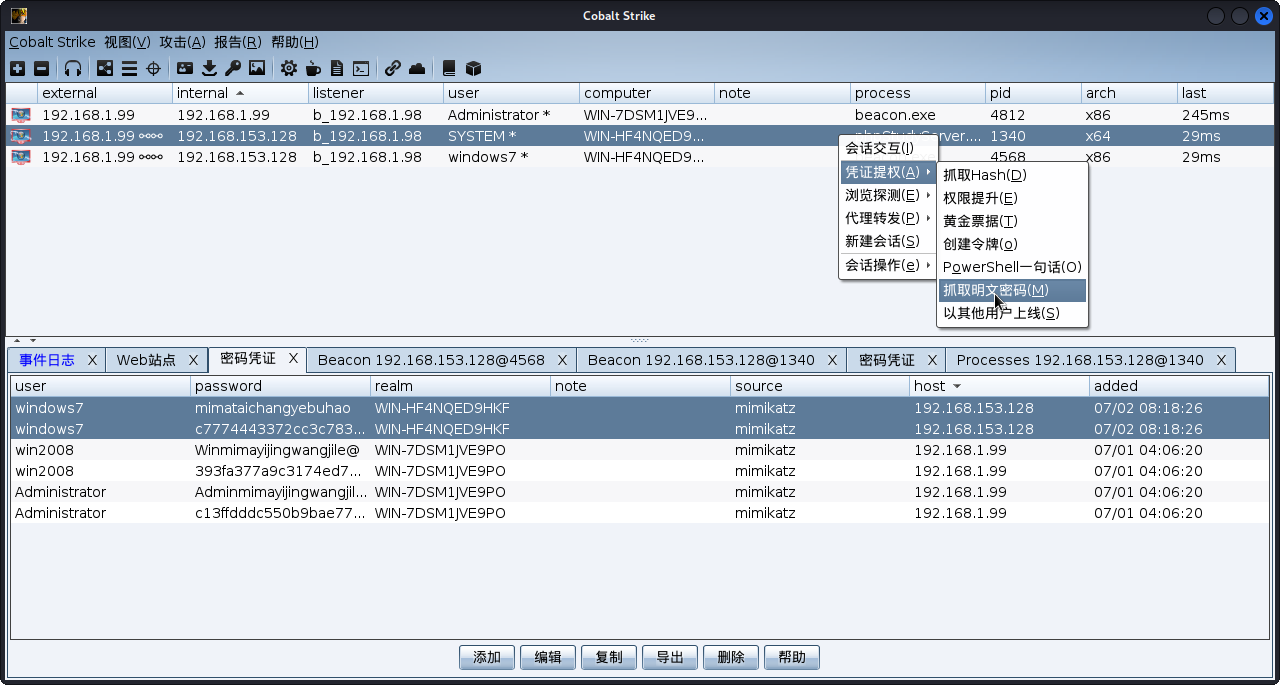 Cobalt Strike
Cobalt Strike 视图(V) 攻击(A) 报告(R) 帮助(H)
external internal listener user computer note process pid arch last
192.168.1.99 192.168.1.99 b_192.168.1.98 Administrator * WIN-7DSM1JVE9... beacon.exe 4812 x86 245ms
192.168.1.99 192.168.153.128 b_192.168.1.98 SYSTEM * WIN-HF4NQED9... phpStudyServer.... 1340 x64 29ms
192.168.1.99 192.168.153.128 b_192.168.1.98 windows7 * WIN-HF4NQED9... 4568 x86 29ms
会话交互(I)
凭证提权(A)
浏览探测(E)
代理转发(P)
新建会话(S)
会话操作(e)
抓取Hash(D)
权限提升(E)
黄金票据(T)
创建令牌(o)
PowerShell一句话(O)
抓取明文密码(M)
以其他用户上线(S)
事件日志 X Web站点 X 密码凭证 X Beacon 192.168.153.128@4568 X Beacon 192.168.153.128@1340 X 密码凭证 X Processes 192.168.153.128@1340 X
user password realm note source host added
windows7 mimataichangyebuhao WIN-HF4NQED9HKF mimikatz 192.168.153.128 07/02 08:18:26
windows7 c7774443372cc3c783... WIN-HF4NQED9HKF mimikatz 192.168.153.128 07/02 08:18:26
win2008 Winmimayijingwangjile@ WIN-7DSM1JVE9PO mimikatz 192.168.1.99 07/01 04:06:20
win2008 393fa377a9c3174ed7... WIN-7DSM1JVE9PO mimikatz 192.168.1.99 07/01 04:06:20
Administrator Adminmimayijingwangjil... WIN-7DSM1JVE9PO mimikatz 192.168.1.99 07/01 04:06:20
Administrator c13ffdddc550b9bae77... WIN-7DSM1JVE9PO mimikatz 192.168.1.99 07/01 04:06:20
添加 编辑 复制 导出 删除 帮助